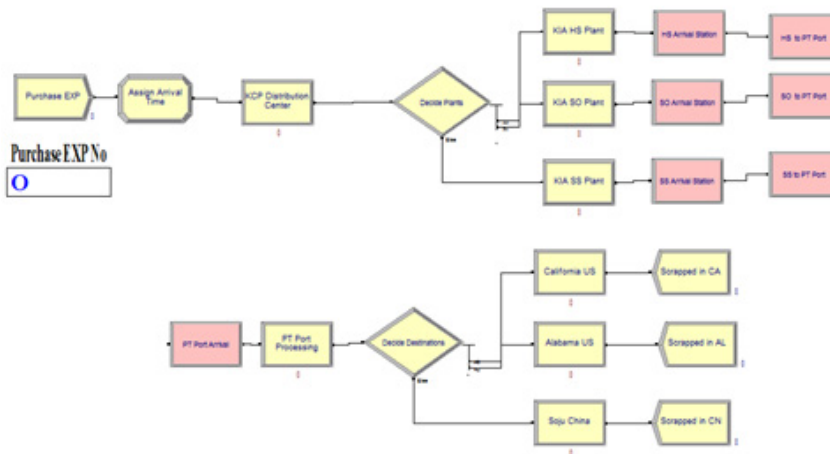 KIA HS Plant
HS Arrival Station
HS to PT Port
Purchase EXP
Assign Arrival
Time
KCP Distribution
Center
Decide Plants
KIA SO Plant
SO Arrival Station
SO to PT Port
Else
Purchase EXP No
0
KIA SS Plant
SS Arrival Station
SS to PT Port
California US
Scrapped in CA
PT Port Arrival
PT Port
Processing
Decide Destinations
Alabama US
Scrapped in AL
Else
Soju China
Scrapped in CN